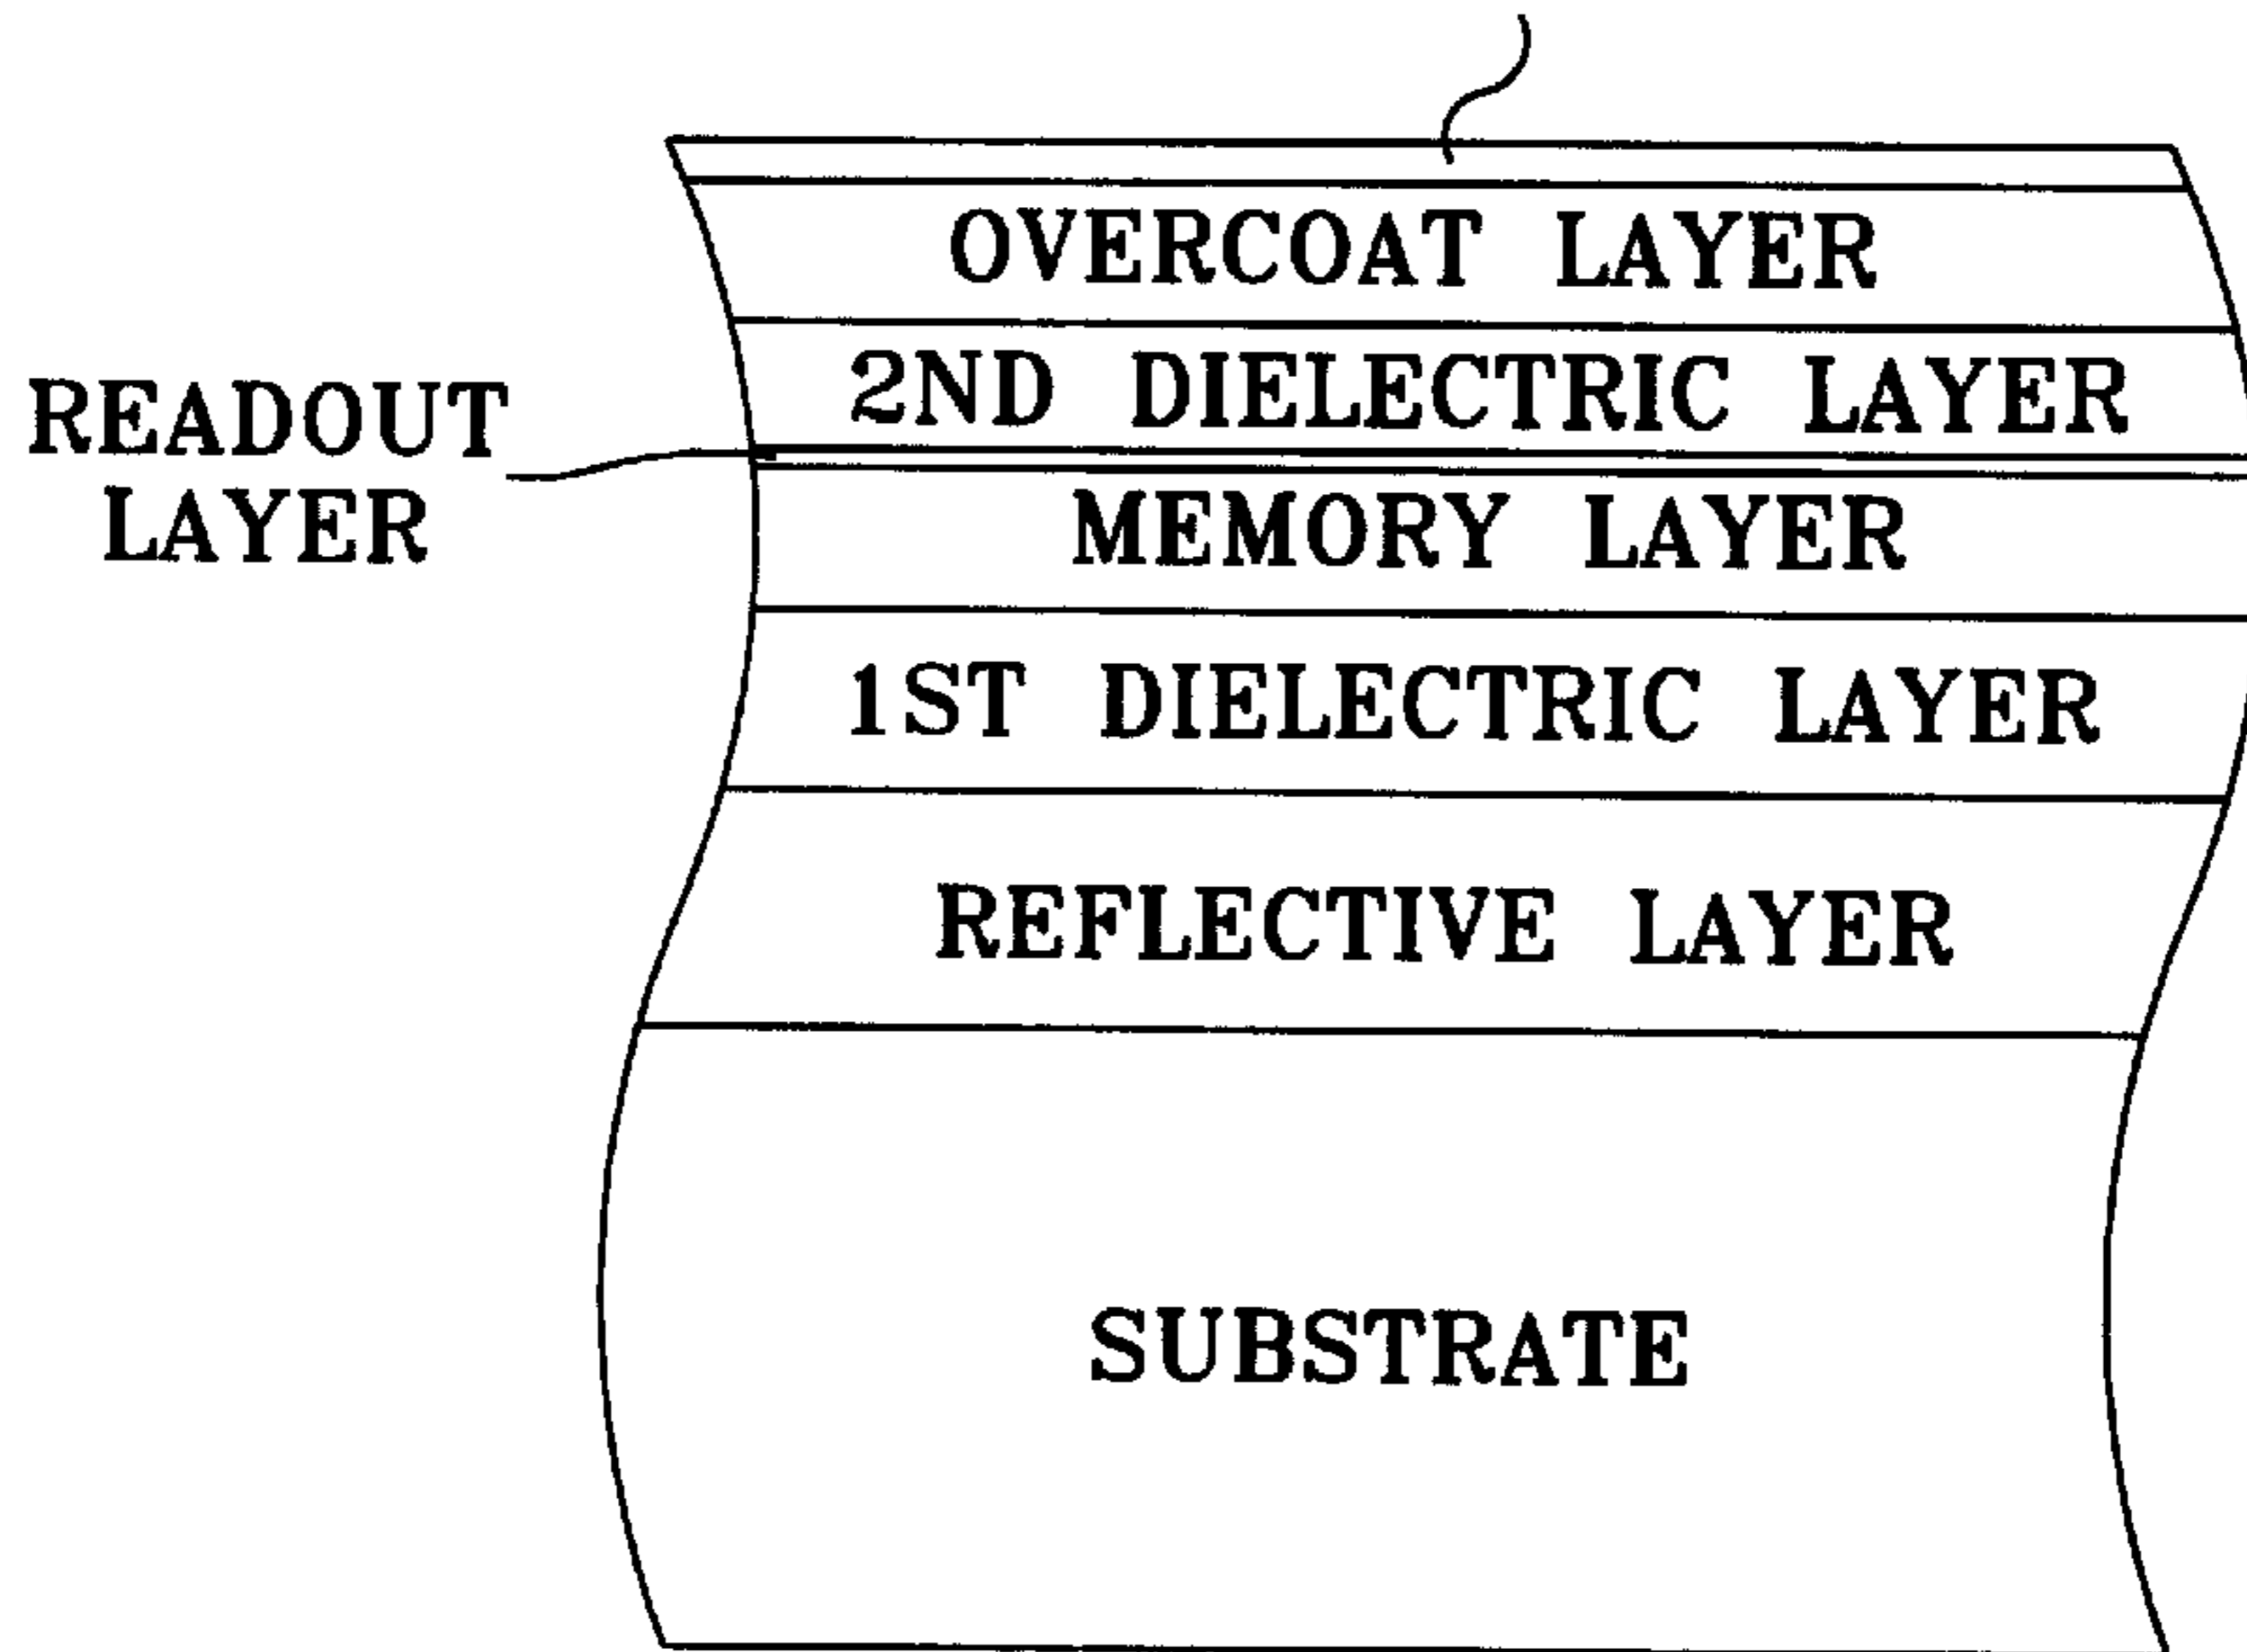 OVERCOAT LAYER
2ND DIELECTRIC LAYER
READOUT
LAYER
MEMORY LAYER
1ST DIELECTRIC LAYER
REFLECTIVE LAYER
SUBSTRATE